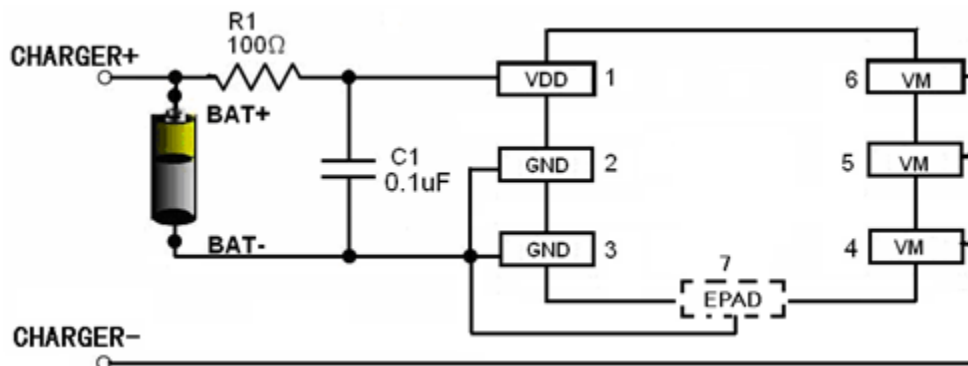 R1
100Ω
CHARGER+
BAT+
C1
0.1uF
BAT-
CHARGER-
VDD 1
GND 2
GND 3
7
EPAD
6 VM
5 VM
4 VM